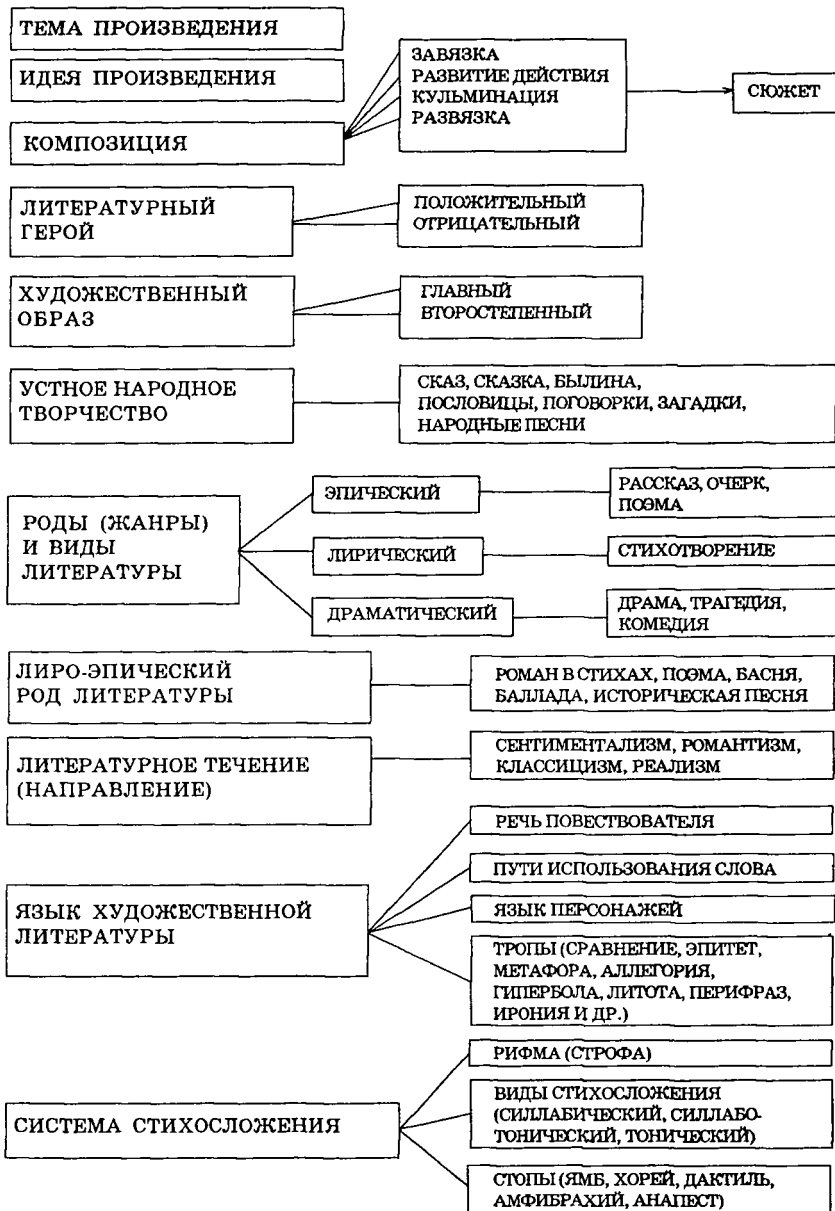 ТЕМА ПРОИЗВЕДЕНИЯ
ИДЕЯ ПРОИЗВЕДЕНИЯ
КОМПОЗИЦИЯ
ЗАВЯЗКА
РАЗВИТИЕ ДЕЙСТВИЯ
КУЛЬМИНАЦИЯ
РАЗВЯЗКА
СЮЖЕТ
ЛИТЕРАТУРНЫЙ
ГЕРОЙ
ПОЛОЖИТЕЛЬНЫЙ
ОТРИЦАТЕЛЬНЫЙ
ХУДОЖЕСТВЕННЫЙ
ОБРАЗ
ГЛАВНЫЙ
ВТОРОСТЕПЕННЫЙ
УСТНОЕ НАРОДНОЕ
ТВОРЧЕСТВО
СКАЗ, СКАЗКА, БЫЛИНА,
ПОСЛОВИЦЫ, ПОГОВОРКИ, ЗАГАДКИ,
НАРОДНЫЕ ПЕСНИ
РОДЫ (ЖАНРЫ)
И ВИДЫ
ЛИТЕРАТУРЫ
ЭПИЧЕСКИЙ
РАССКАЗ, ОЧЕРК,
ПОЭМА
ЛИРИЧЕСКИЙ
СТИХОТВОРЕНИЕ
ДРАМАТИЧЕСКИЙ
ДРАМА, ТРАГЕДИЯ,
КОМЕДИЯ
ЛИРО-ЭПИЧЕСКИЙ
РОД ЛИТЕРАТУРЫ
РОМАН В СТИХАХ, ПОЭМА, БАСНЯ,
БАЛЛАДА, ИСТОРИЧЕСКАЯ ПЕСНЯ
ЛИТЕРАТУРНОЕ ТЕЧЕНИЕ
(НАПРАВЛЕНИЕ)
СЕНТИМЕНТАЛИЗМ, РОМАНТИЗМ,
КЛАССИЦИЗМ, РЕАЛИЗМ
ЯЗЫК ХУДОЖЕСТВЕННОЙ
ЛИТЕРАТУРЫ
РЕЧЬ ПОВЕСТВОВАТЕЛЯ
ПУТИ ИСПОЛЬЗОВАНИЯ СЛОВА
ЯЗЫК ПЕРСОНАЖЕЙ
ТРОПЫ (СРАВНЕНИЕ, ЭПИТЕТ,
МЕТАФОРА, АЛЛЕГОРИЯ,
ГИПЕРБОЛА, ЛИТОТА, ПЕРИФРАЗ,
ИРОНИЯ И ДР.)
СИСТЕМА СТИХОСЛОЖЕНИЯ
РИФМА (СТРОФА)
ВИДЫ СТИХОСЛОЖЕНИЯ
(СИЛЛАБИЧЕСКИЙ, СИЛЛАБО-
ТОНИЧЕСКИЙ, ТОНИЧЕСКИЙ)
СТОПЫ (ЯМБ, ХОРЕЙ, ДАКТИЛЬ,
АМФИБРАХИЙ, АНАПЕСТ)